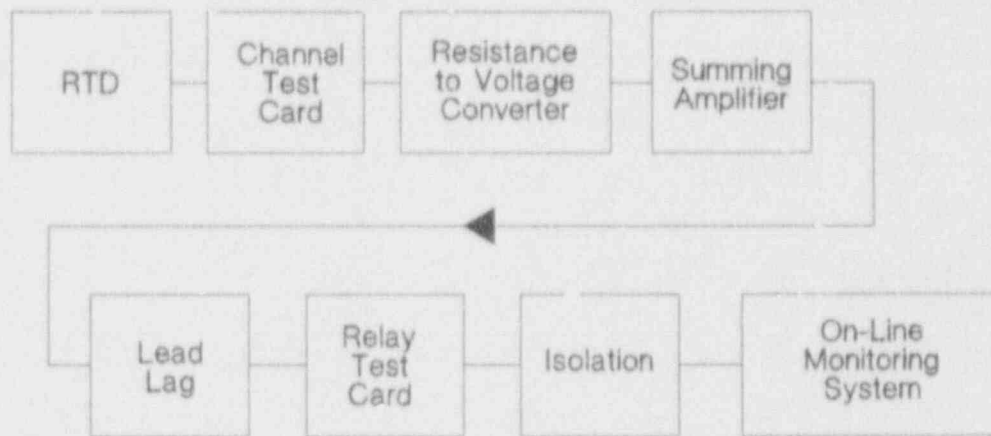 RTD
Channel
Test
Card
Resistance
to Voltage
Converter
Summing
Amplifier
Lead
Lag
Relay
Test
Card
Isolation
On-Line
Monitoring
System